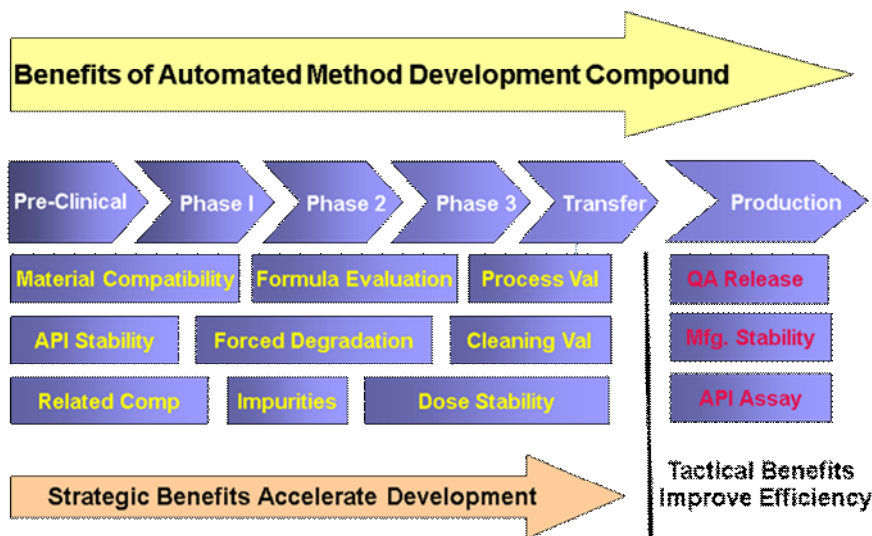 Benefits of Automated Method Development Compound
Pre-Clinical Phase I Phase 2 Phase 3 Transfer Production
Material Compatibility Formula Evaluation Process Val QA Release
API Stability Forced Degradation Cleaning Val Mfg. Stability
Related Comp Impurities Dose Stability API Assay
Strategic Benefits Accelerate Development
Tactical Benefits
Improve Efficiency